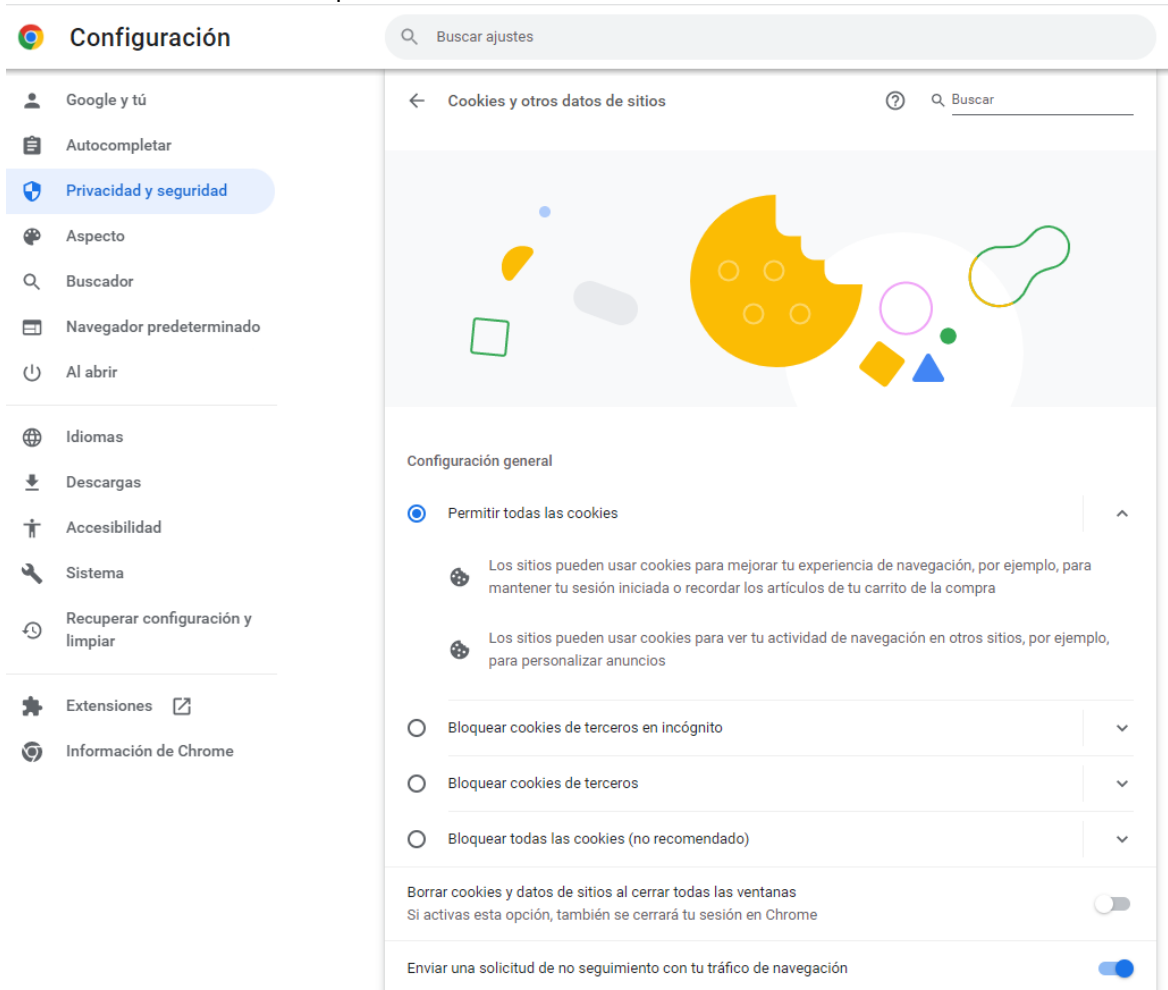 Configuración
Buscar ajustes
Google y tú
Autocompletar
Privacidad y seguridad
Aspecto
Buscador
Navegador predeterminado
Al abrir
Idiomas
Descargas
Accesibilidad
Sistema
Recuperar configuración y
limpiar
Extensiones
Información de Chrome
Cookies y otros datos de sitios
Buscar
Configuración general
Permitir todas las cookies
Los sitios pueden usar cookies para mejorar tu experiencia de navegación, por ejemplo, para
mantener tu sesión iniciada o recordar los artículos de tu carrito de la compra
Los sitios pueden usar cookies para ver tu actividad de navegación en otros sitios, por ejemplo,
para personalizar anuncios
Bloquear cookies de terceros en incógnito
Bloquear cookies de terceros
Bloquear todas las cookies (no recomendado)
Borrar cookies y datos de sitios al cerrar todas las ventanas
Si activas esta opción, también se cerrará tu sesión en Chrome
Enviar una solicitud de no seguimiento con tu tráfico de navegación